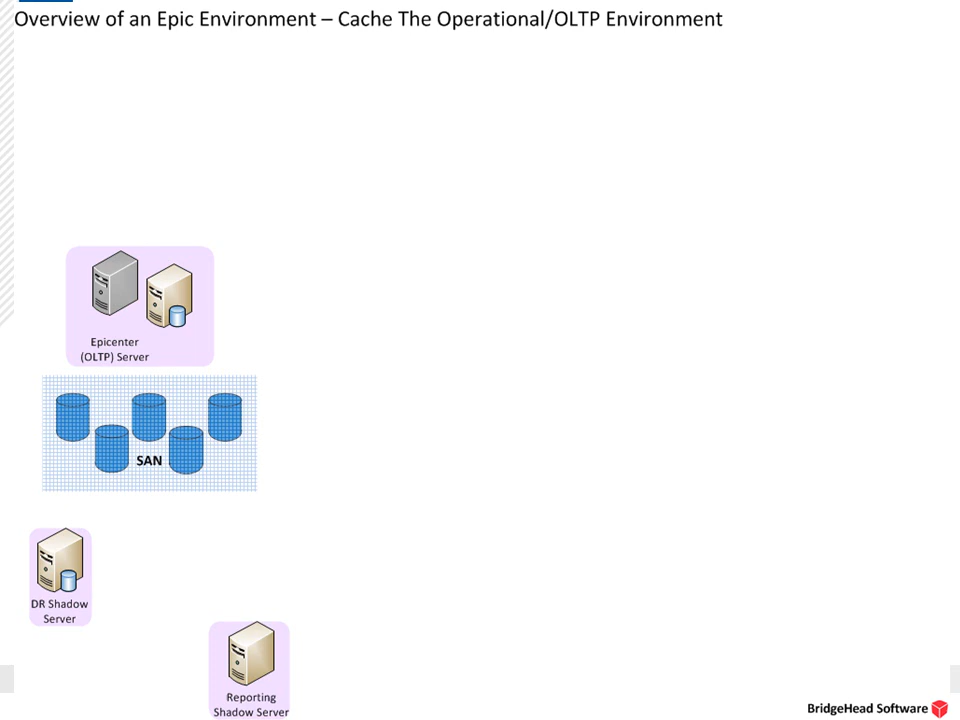 Overview of an Epic Environment – Cache The Operational/OLTP Environment
Epicenter
(OLTP) Server
SAN
DR Shadow
Server
Reporting
Shadow Server
BridgeHead Software